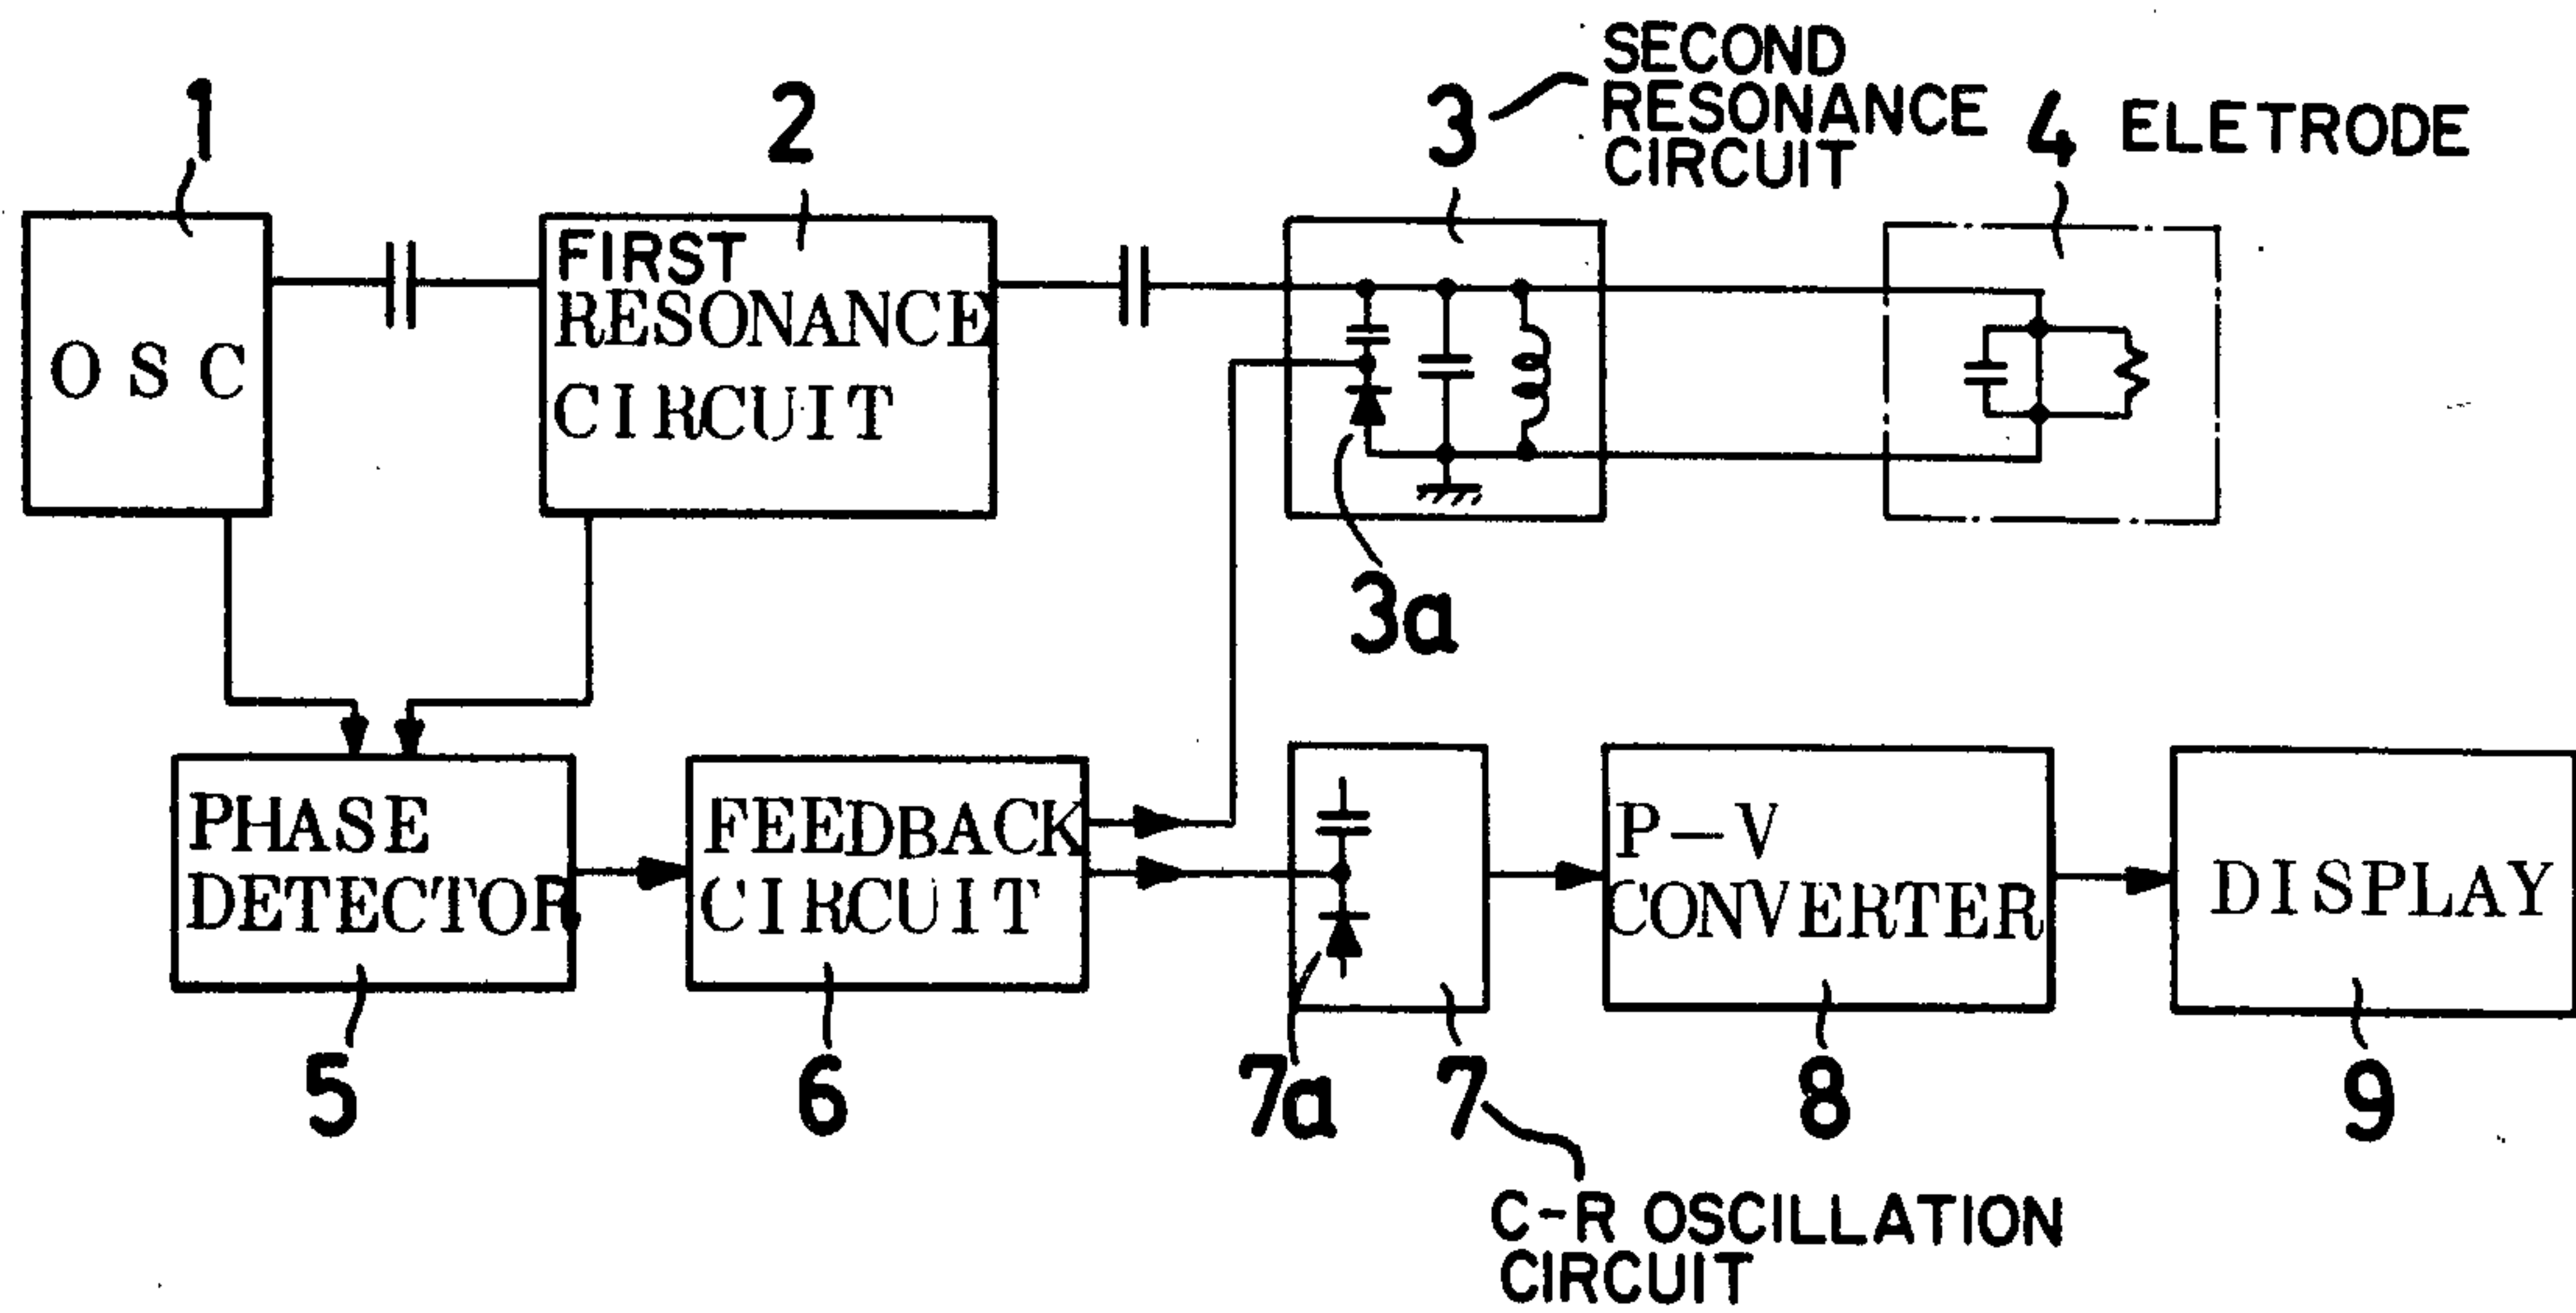 1
2
3
SECOND
RESONANCE
CIRCUIT
4 ELETRODE
OSC
FIRST
RESONANCE
CIRCUIT
3a
PHASE
DETECTOR
FEEDBACK
CIRCUIT
P-V
CONVERTER
DISPLAY
5
6
7a
7
8
9
C-R OSCILLATION
CIRCUIT